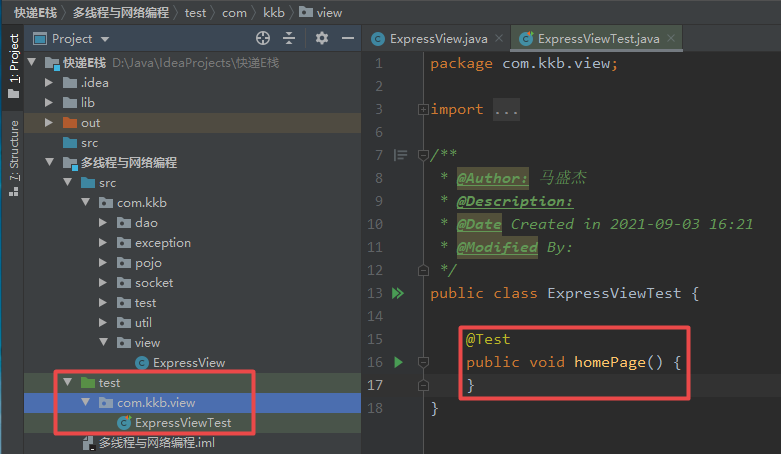 快递E栈 多线程与网络编程 test com kkb view
Project
ExpressView.java
ExpressViewTest.java
1: Project
7: Structure
快递E栈 D:\Java\IdeaProjects\快递E栈
.idea
lib
out
src
多线程与网络编程
src
com.kkb
dao
exception
pojo
socket
test
util
view
ExpressView
test
com.kkb.view
ExpressViewTest
多线程与网络编程.iml
1 package com.kkb.view;
2
3 import ...
6
7 /**
8 * @Author: 马盛杰
9 * @Description:
10 * @Date Created in 2021-09-03 16:21
11 * @Modified By:
12 */
13 public class ExpressViewTest {
14
15 @Test
16 public void homePage() {
17 }
18 }